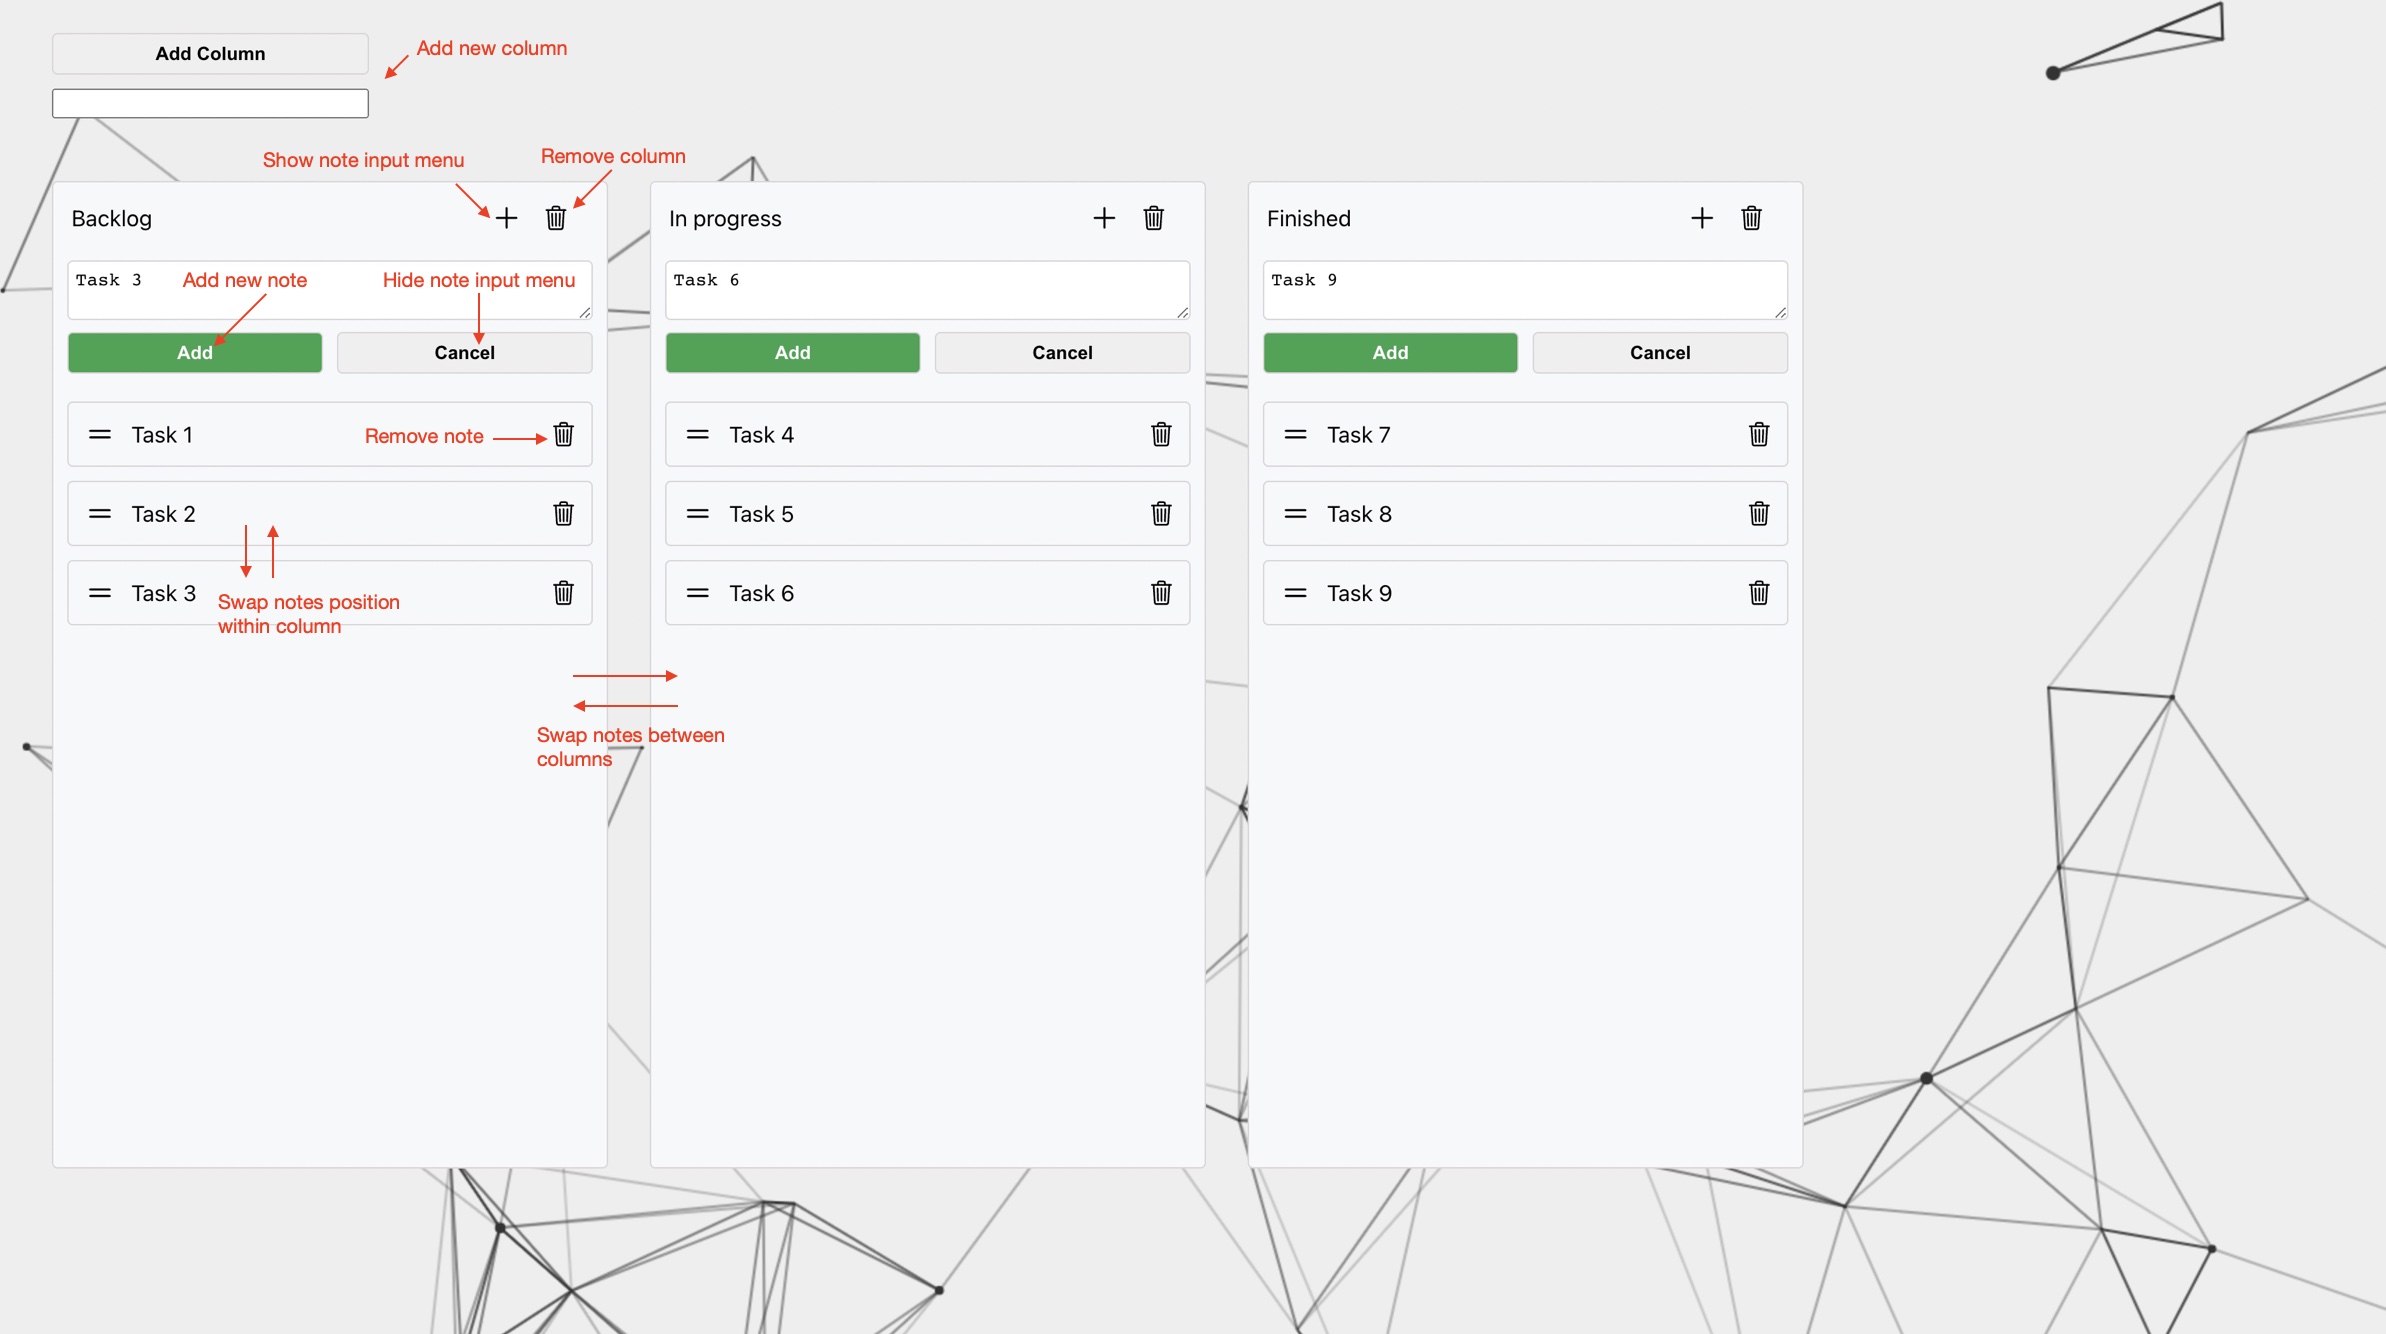 Add Column
Add new column
Show note input menu
Remove column
Backlog
Task 3
Add new note
Hide note input menu
Add
Cancel
Task 1
Remove note
Task 2
Task 3
Swap notes position
within column
Swap notes between
columns
In progress
Task 6
Add
Cancel
Task 4
Task 5
Task 6
Finished
Task 9
Add
Cancel
Task 7
Task 8
Task 9